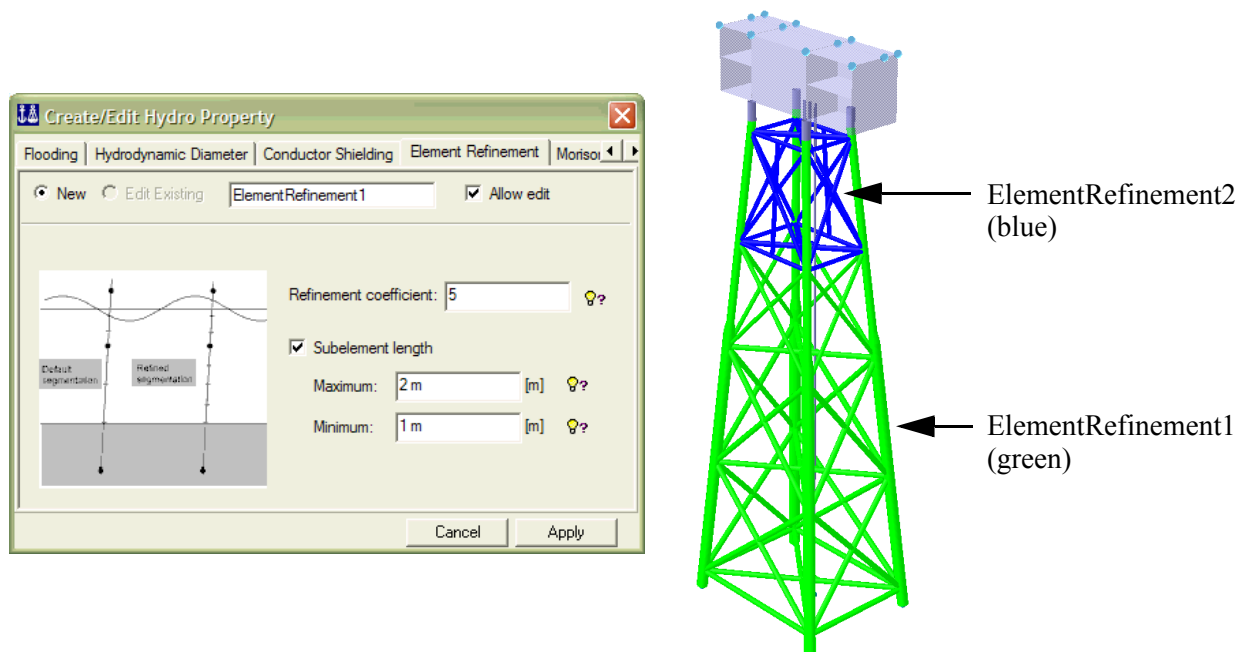 Create/Edit Hydro Property
Flooding Hydrodynamic Diameter Conductor Shielding Element Refinement Morison
New Edit Existing ElementRefinement1 Allow edit
Refinement coefficient: 5 ?
Subelement length
Maximum: 2 m [m] ?
Minimum: 1 m [m] ?
Default
segmentation
Refined
segmentation
Cancel Apply
ElementRefinement2
(blue)
ElementRefinement1
(green)